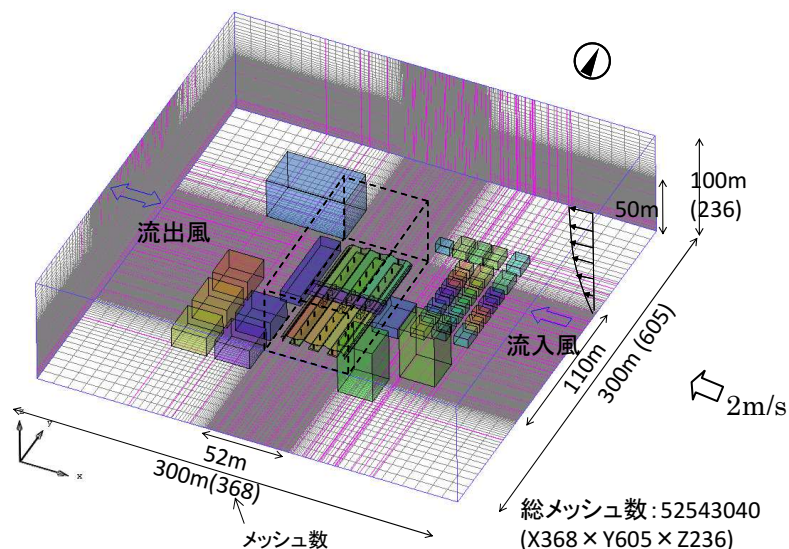 100m
(236)
50m
流出風
流入風
110m
300m (605)
2m/s
y
x
52m
300m(368)
メッシュ数
総メッシュ数:52543040
(X368×Y605×Z236)